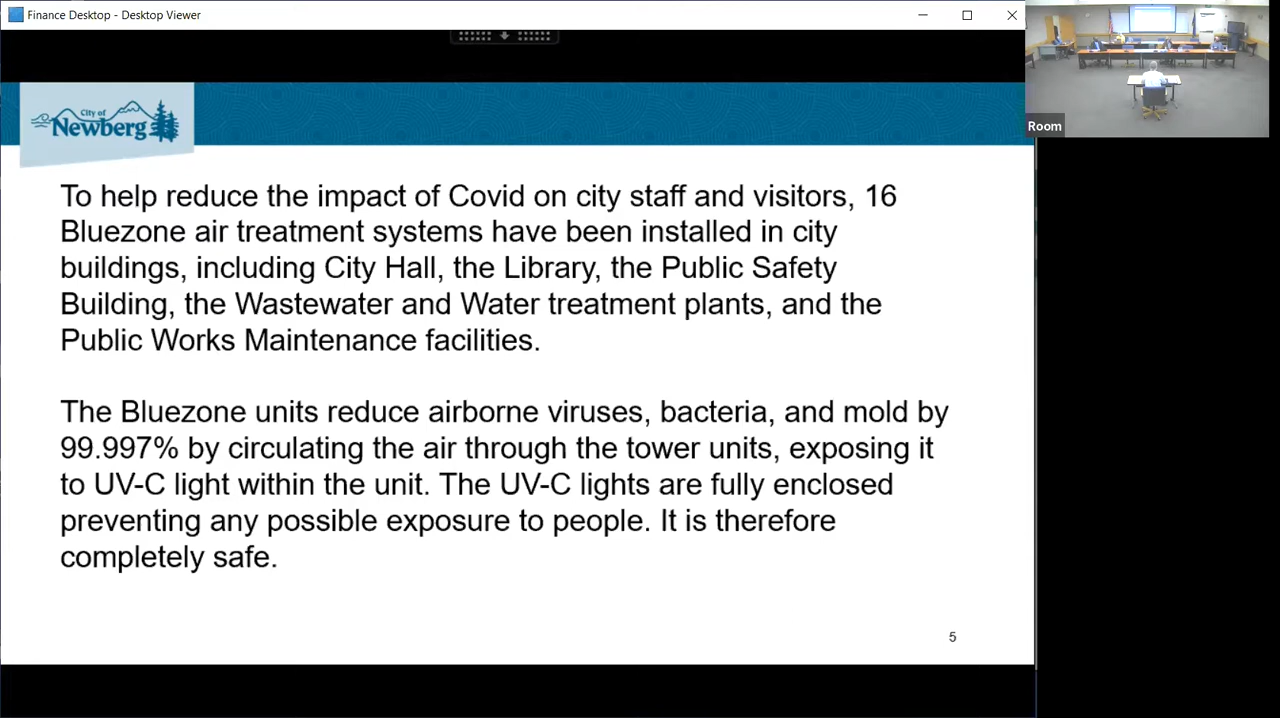 Finance Desktop - Desktop Viewer
City of
Newberg
Room
To help reduce the impact of Covid on city staff and visitors, 16
Bluezone air treatment systems have been installed in city
buildings, including City Hall, the Library, the Public Safety
Building, the Wastewater and Water treatment plants, and the
Public Works Maintenance facilities.
The Bluezone units reduce airborne viruses, bacteria, and mold by
99.997% by circulating the air through the tower units, exposing it
to UV-C light within the unit. The UV-C lights are fully enclosed
preventing any possible exposure to people. It is therefore
completely safe.
5